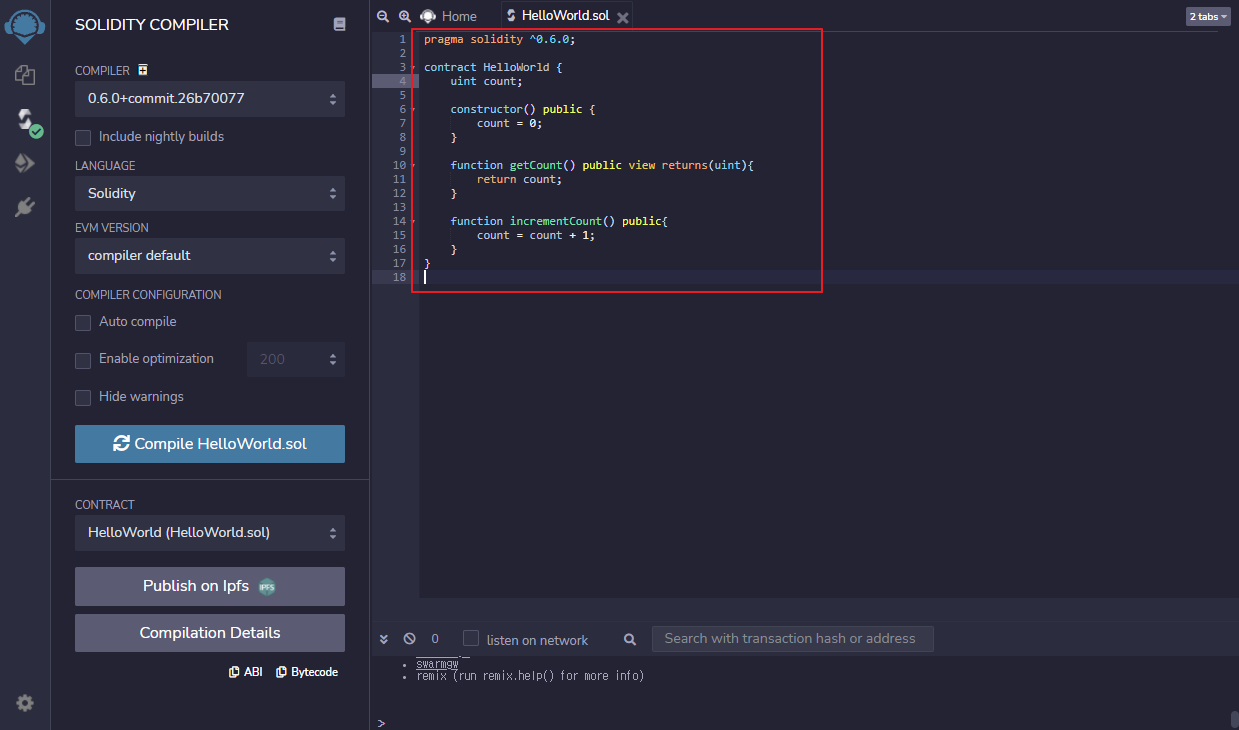 SOLIDITY COMPILER
COMPILER
0.6.0+commit.26b70077
Include nightly builds
LANGUAGE
Solidity
EVM VERSION
compiler default
COMPILER CONFIGURATION
Auto compile
Enable optimization 200
Hide warnings
Compile HelloWorld.sol
CONTRACT
HelloWorld (HelloWorld.sol)
Publish on Ipfs IPFS
Compilation Details
ABI Bytecode
Home HelloWorld.sol 2 tabs
1 pragma solidity ^0.6.0;
2
3 contract HelloWorld {
4 uint count;
5
6 constructor() public {
7 count = 0;
8 }
9
10 function getCount() public view returns(uint){
11 return count;
12 }
13
14 function incrementCount() public{
15 count = count + 1;
16 }
17 }
18
0 listen on network Search with transaction hash or address
• swarmgw
• remix (run remix.help() for more info)
>